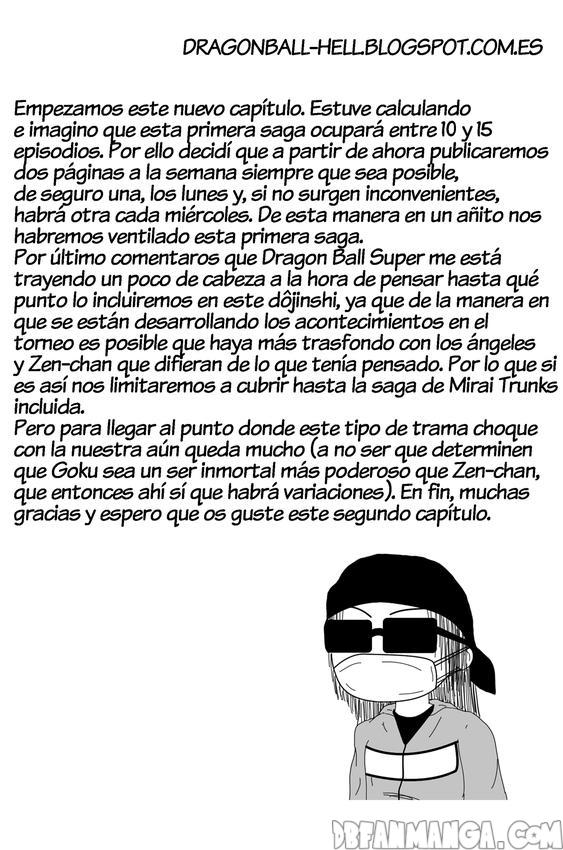 DRAGONBALL-HELL.BLOGSPOT.COM.ES
Empezamos este nuevo capítulo. Estuve calculando
e imagino que esta primera saga ocupará entre 10 y 15
episodios. Por ello decidí que a partir de ahora publicaremos
dos páginas a la semana siempre que sea posible,
de seguro una, los lunes y, si no surgen inconvenientes,
habrá otra cada miércoles. De esta manera en un añito nos
habremos ventilado esta primera saga.
Por último comentaros que Dragon Ball Super me está
trayendo un poco de cabeza a la hora de pensar hasta qué
punto lo incluiremos en este dôjinshi, ya que de la manera en
que se están desarrollando los acontecimientos en el
torneo es posible que haya más trasfondo con los ángeles
y Zen-chan que difieran de lo que tenía pensado. Por lo que si
es así nos limitaremos a cubrir hasta la saga de Mirai Trunks
incluida.
Pero para llegar al punto donde este tipo de trama choque
con la nuestra aún queda mucho (a no ser que determinen
que Goku sea un ser inmortal más poderoso que Zen-chan,
que entonces ahí sí que habrá variaciones). En fin, muchas
gracias y espero que os guste este segundo capítulo.
DBFANMANGA.COM